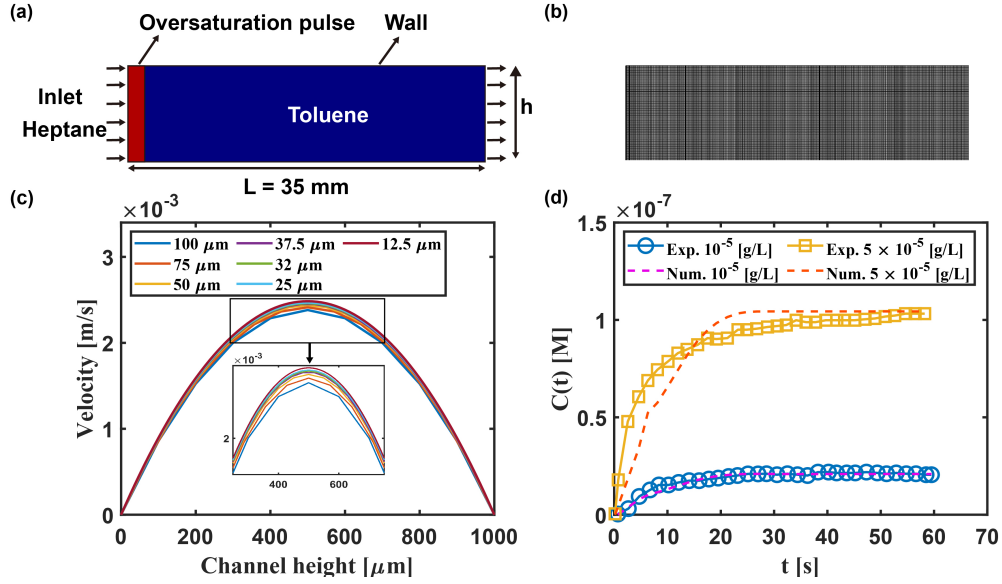 (a)
Oversaturation pulse
Wall
Inlet
Heptane
Toluene
h
L = 35 mm
(b)
(c)
×10⁻³
100 μm
37.5 μm
12.5 μm
75 μm
32 μm
50 μm
25 μm
Velocity [m/s]
3
2
1
0
×10⁻³
2
400
600
0
200
400
600
800
1000
Channel height [μm]
(d)
×10⁻⁷
Exp. 10⁻⁵ [g/L]
Exp. 5 × 10⁻⁵ [g/L]
Num. 10⁻⁵ [g/L]
Num. 5 × 10⁻⁵ [g/L]
C(t) [M]
1.5
1
0.5
0
0
10
20
30
40
50
60
70
t [s]